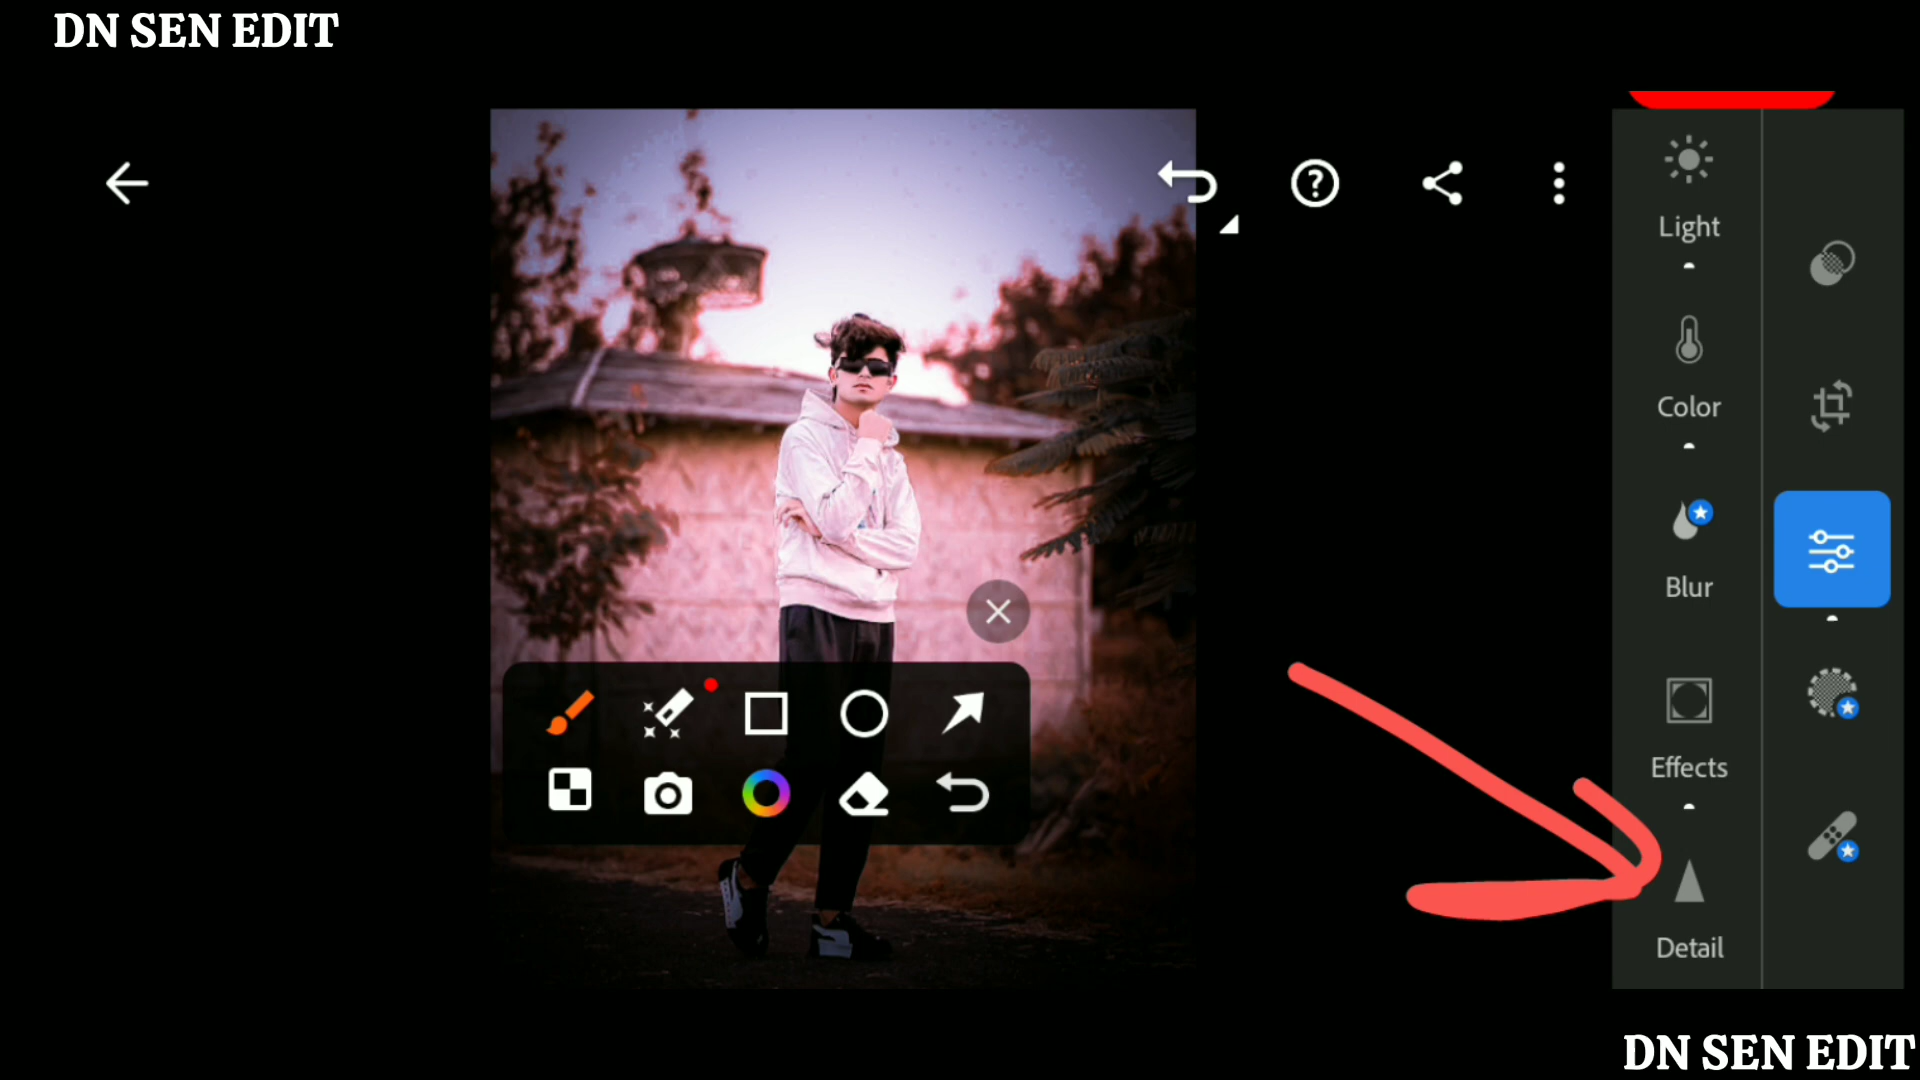 DN SEN EDIT
Light
Color
Blur
Effects
Detail
DN SEN EDIT